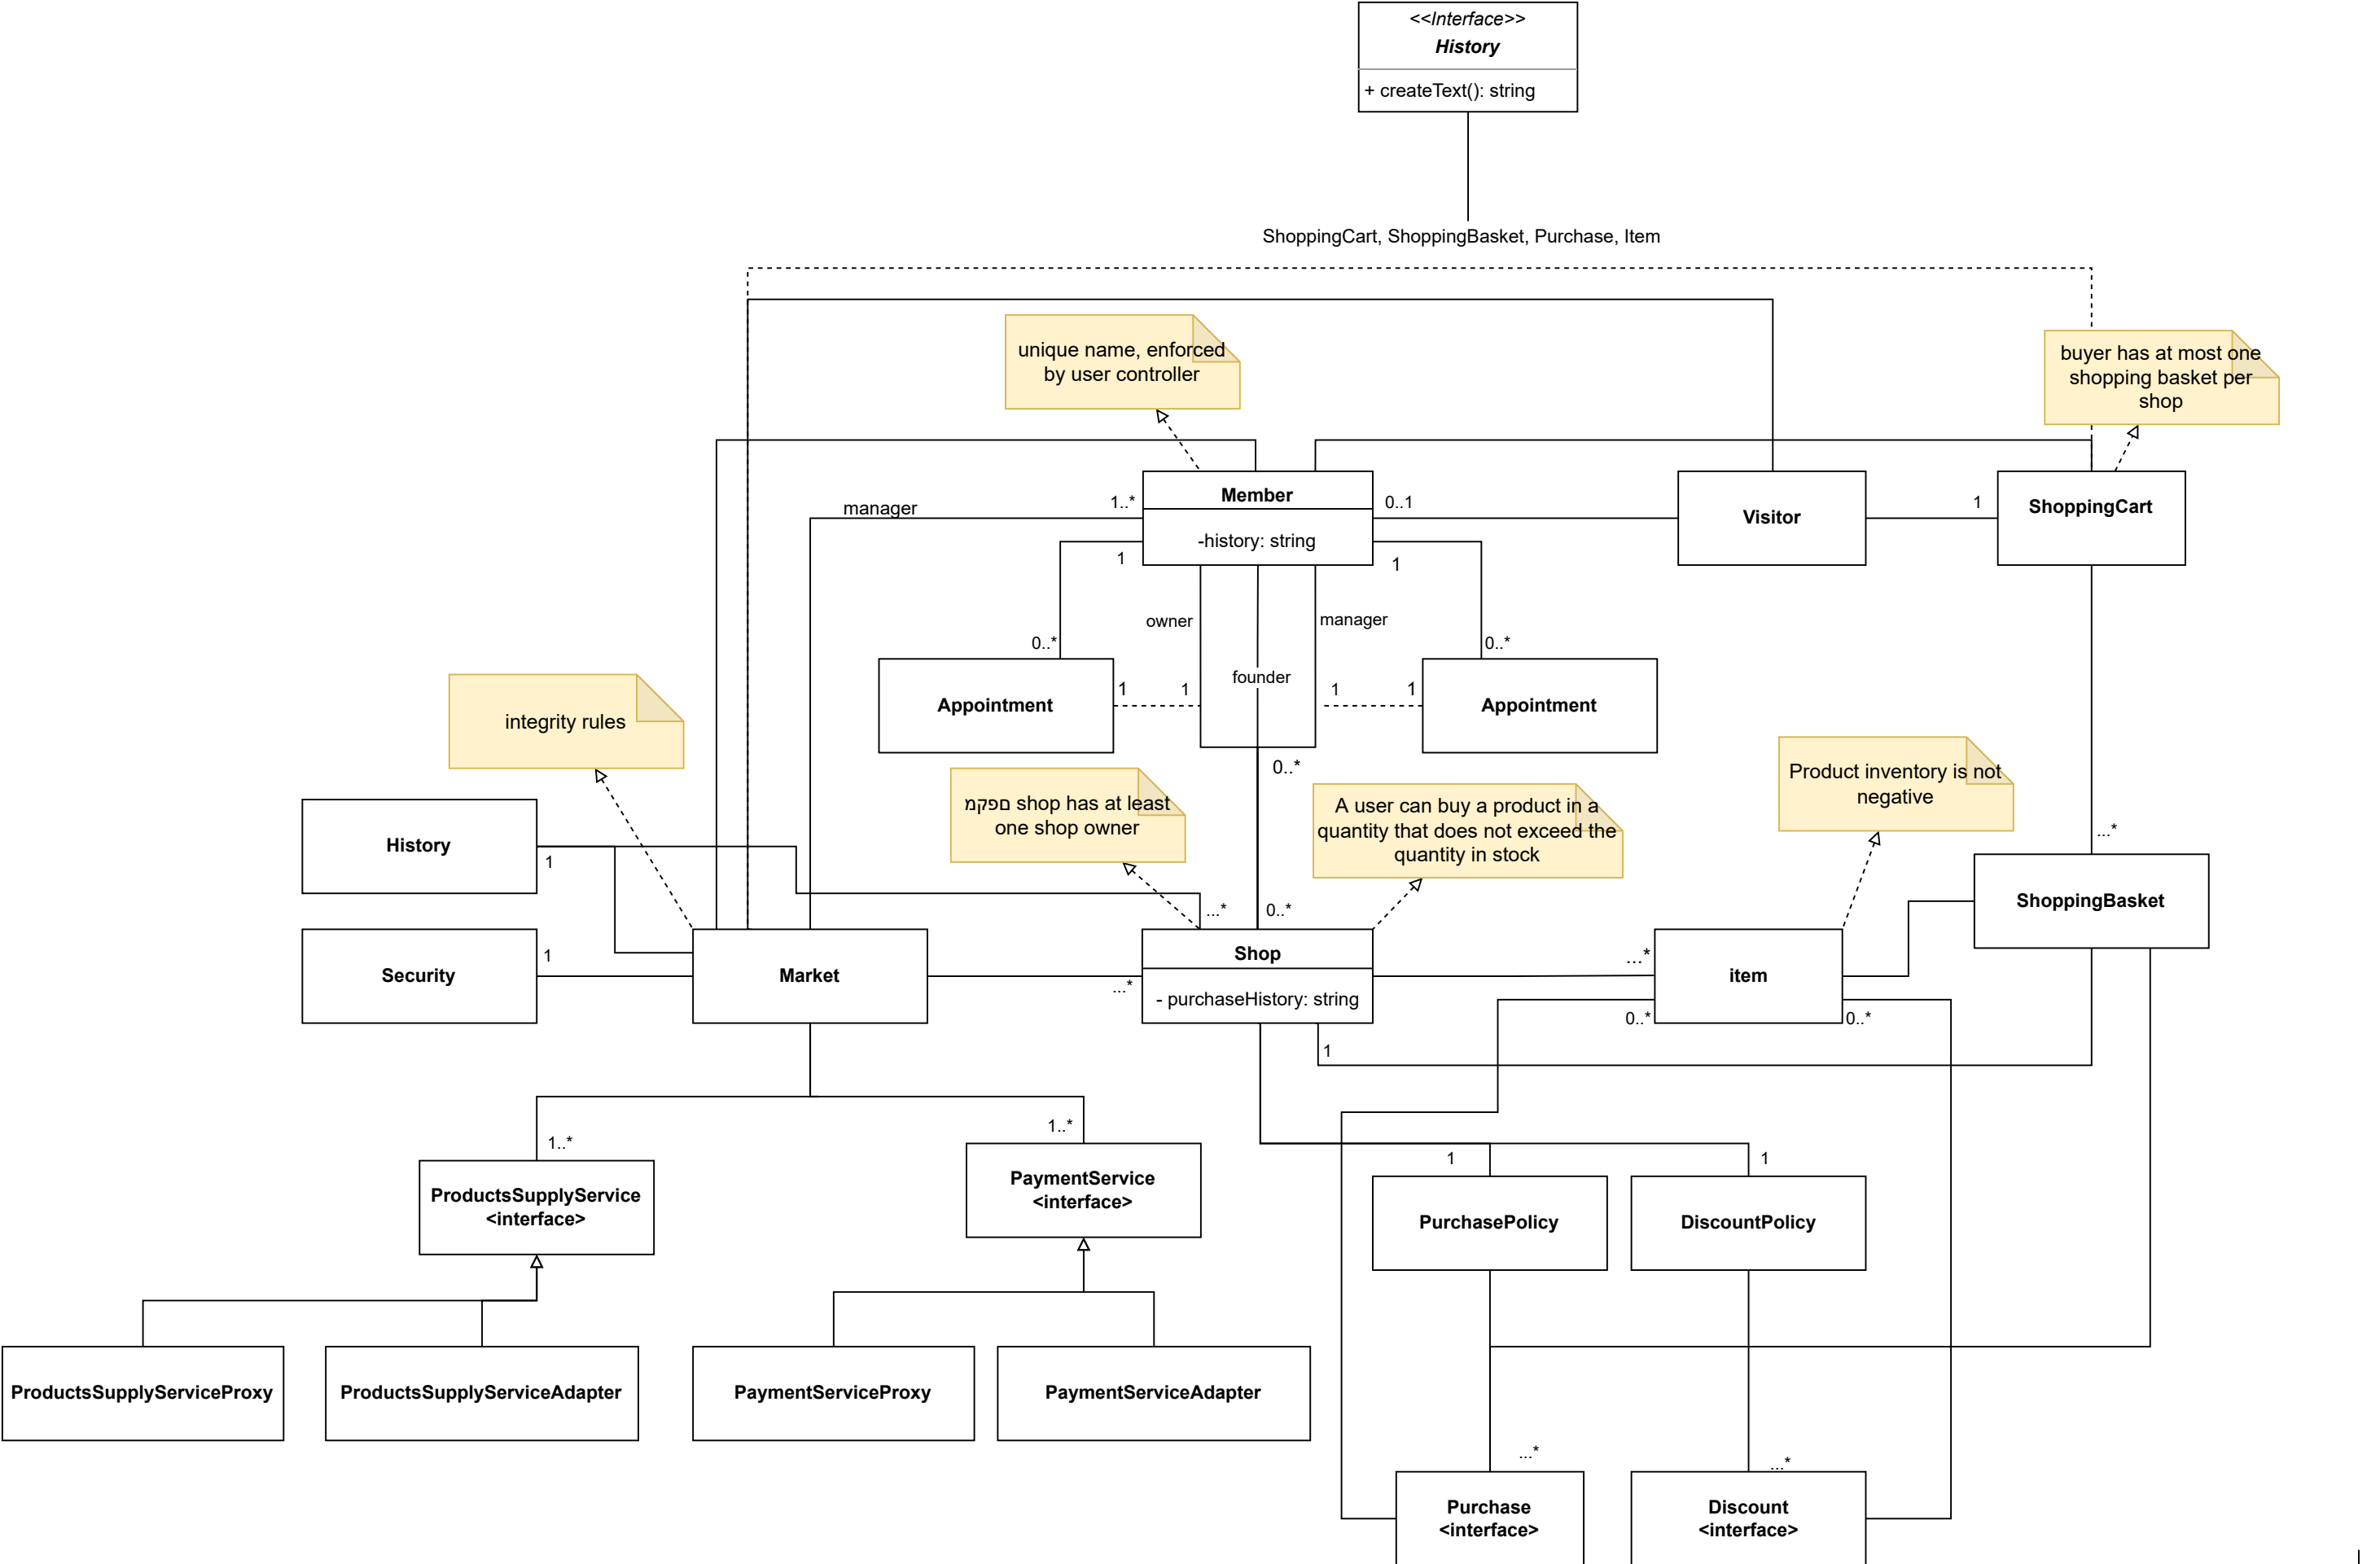 <<Interface>>
History
+ createText(): string
ShoppingCart, ShoppingBasket, Purchase, Item
unique name, enforced
by user controller
buyer has at most one
shopping basket per
shop
manager
1..*
Member
-history: string
0..1
Visitor
1
ShoppingCart
1
1
owner
manager
founder
0..*
0..*
Appointment
1
1
1
1
Appointment
integrity rules
0..*
מקפם shop has at least
one shop owner
A user can buy a product in a
quantity that does not exceed the
quantity in stock
Product inventory is not
negative
History
1
...*
0..*
...*
ShoppingBasket
Security
1
Market
...*
Shop
- purchaseHistory: string
...*
item
0..*
0..*
1
1..*
1..*
ProductsSupplyService
<interface>
PaymentService
<interface>
1
1
PurchasePolicy
DiscountPolicy
ProductsSupplyServiceProxy
ProductsSupplyServiceAdapter
PaymentServiceProxy
PaymentServiceAdapter
...*
...*
Purchase
<interface>
Discount
<interface>